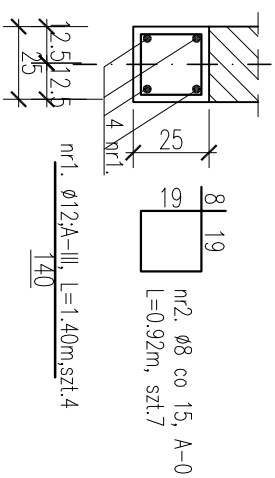 12.5
12.5
25
4 nr1.
25
19
8
19
nr2. ø8 co 15, A-0
L=0.92m, szt.7
nr1. ø12;A-III, L=1.40m,szt.4
140